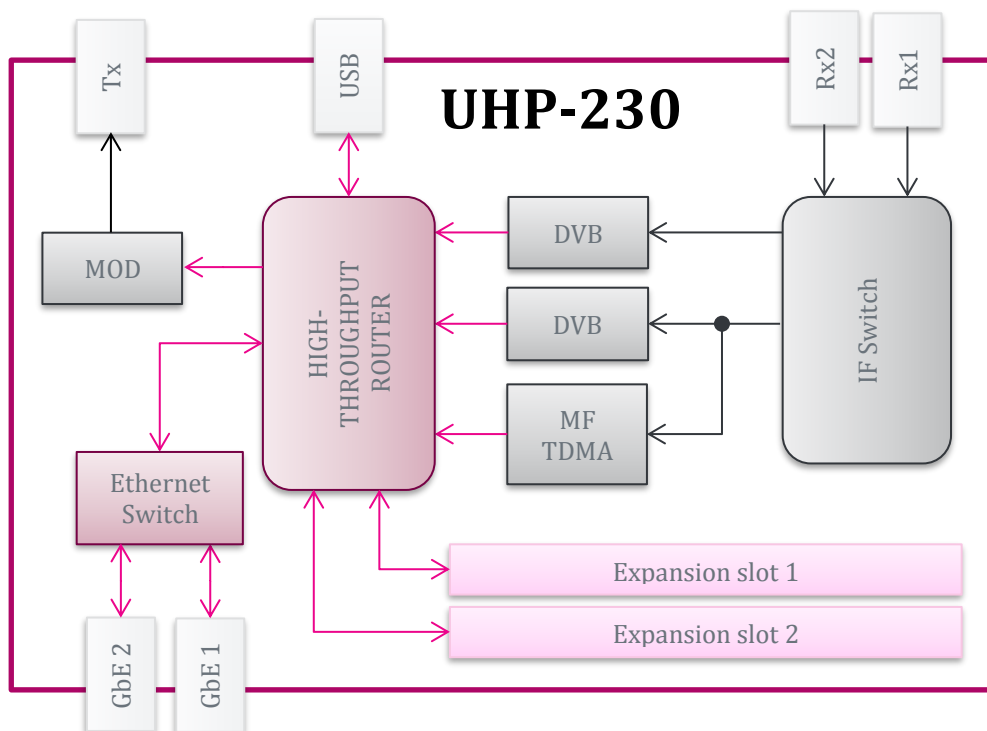 Tx
USB
Rx2
Rx1
UHP-230
MOD
HIGH-
THROUGHPUT
ROUTER
DVB
DVB
MF
TDMA
IF Switch
Ethernet
Switch
Expansion slot 1
Expansion slot 2
GbE 2
GbE 1